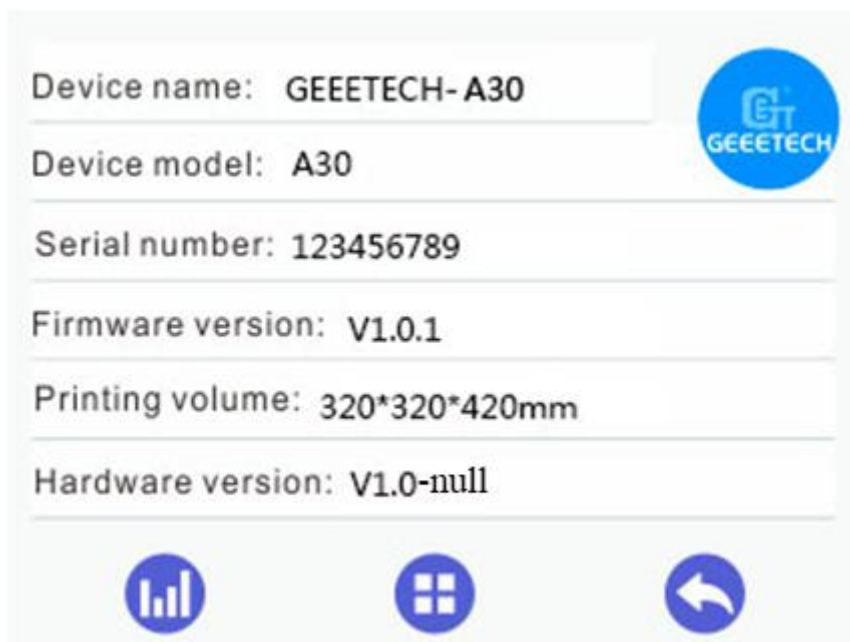 Device name: GEEETECH-A30
GEEETECH
Device model: A30
Serial number: 123456789
Firmware version: V1.0.1
Printing volume: 320*320*420mm
Hardware version: V1.0-null